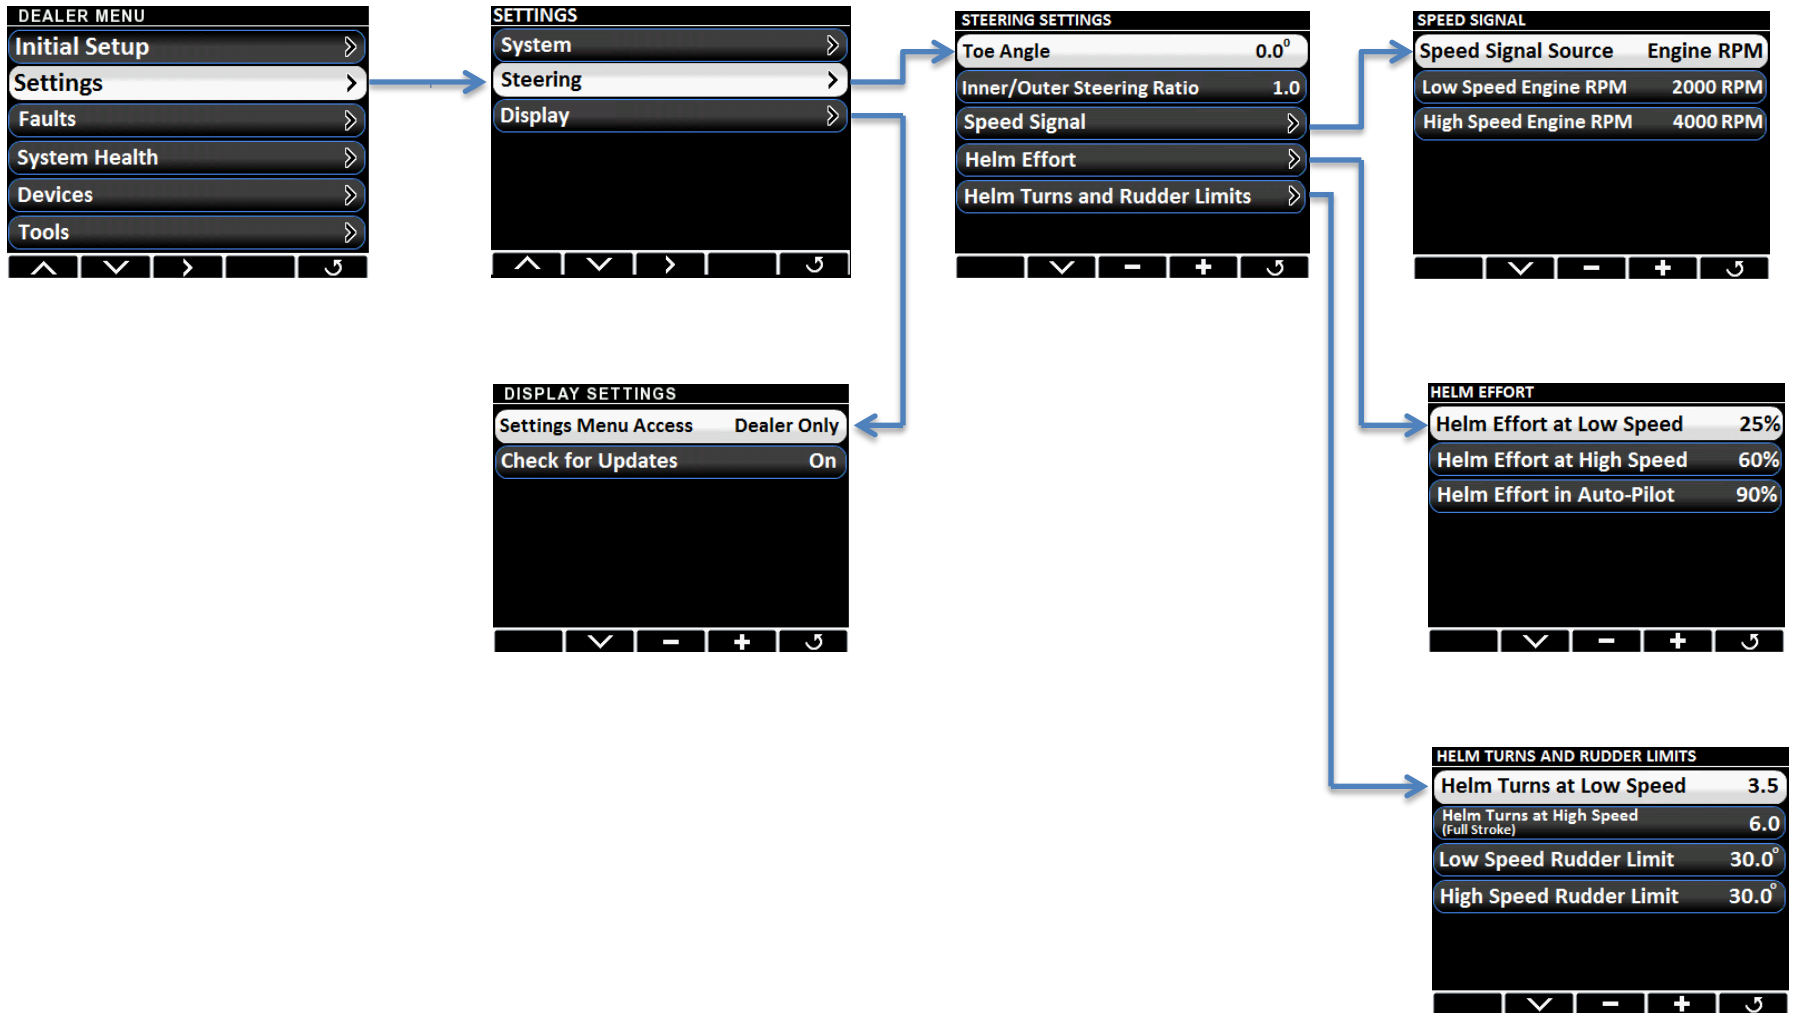 DEALER MENU
Initial Setup
Settings
Faults
System Health
Devices
Tools
SETTINGS
System
Steering
Display
STEERING SETTINGS
Toe Angle 0.0°
Inner/Outer Steering Ratio 1.0
Speed Signal
Helm Effort
Helm Turns and Rudder Limits
SPEED SIGNAL
Speed Signal Source Engine RPM
Low Speed Engine RPM 2000 RPM
High Speed Engine RPM 4000 RPM
DISPLAY SETTINGS
Settings Menu Access Dealer Only
Check for Updates On
HELM EFFORT
Helm Effort at Low Speed 25%
Helm Effort at High Speed 60%
Helm Effort in Auto-Pilot 90%
HELM TURNS AND RUDDER LIMITS
Helm Turns at Low Speed 3.5
Helm Turns at High Speed 6.0
(Full Stroke)
Low Speed Rudder Limit 30.0°
High Speed Rudder Limit 30.0°